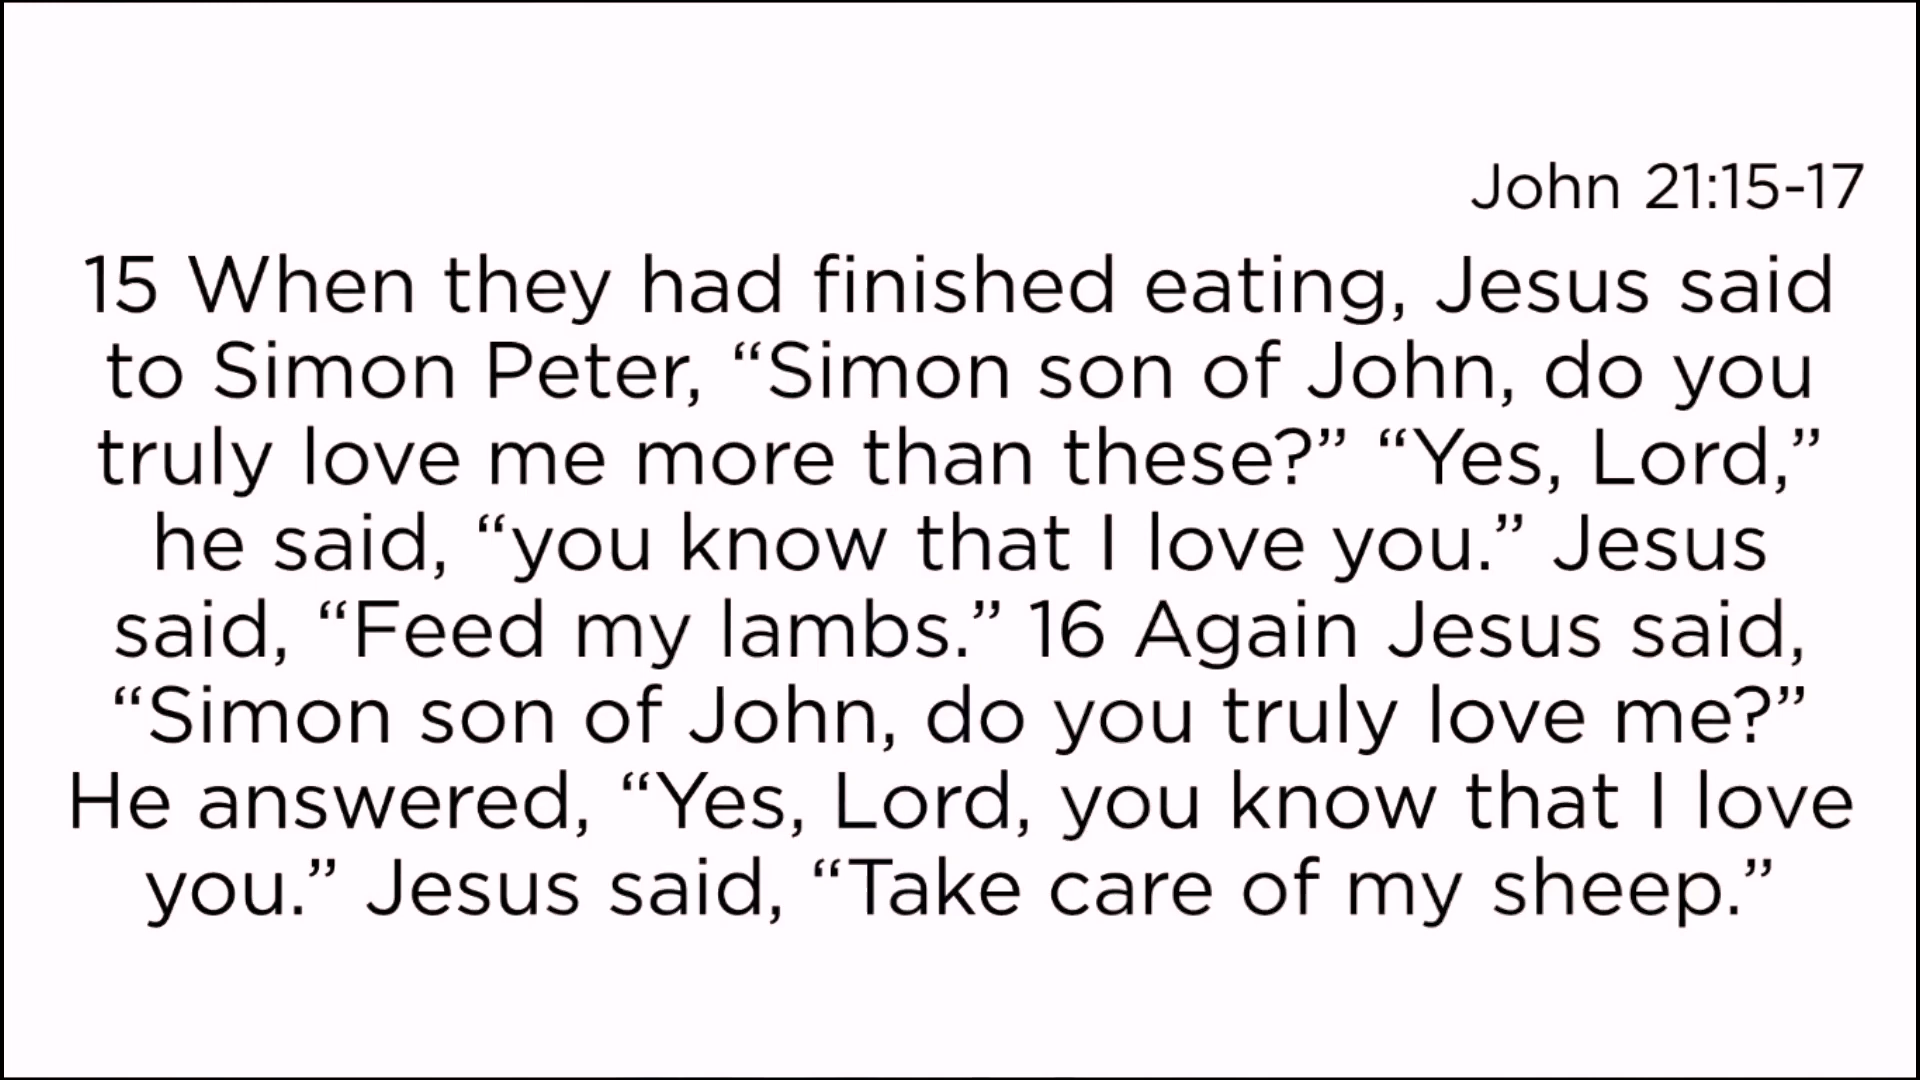 John 21:15-17
15 When they had finished eating, Jesus said
to Simon Peter, “Simon son of John, do you
truly love me more than these?” “Yes, Lord,”
he said, “you know that I love you.” Jesus
said, “Feed my lambs.” 16 Again Jesus said,
“Simon son of John, do you truly love me?”
He answered, “Yes, Lord, you know that I love
you.” Jesus said, “Take care of my sheep.”